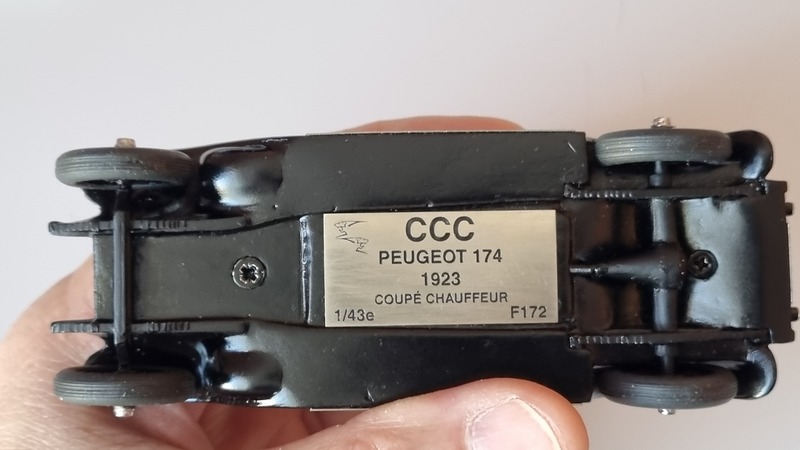 CCC
PEUGEOT 174
1923
COUPÉ CHAUFFEUR
1/43e F172